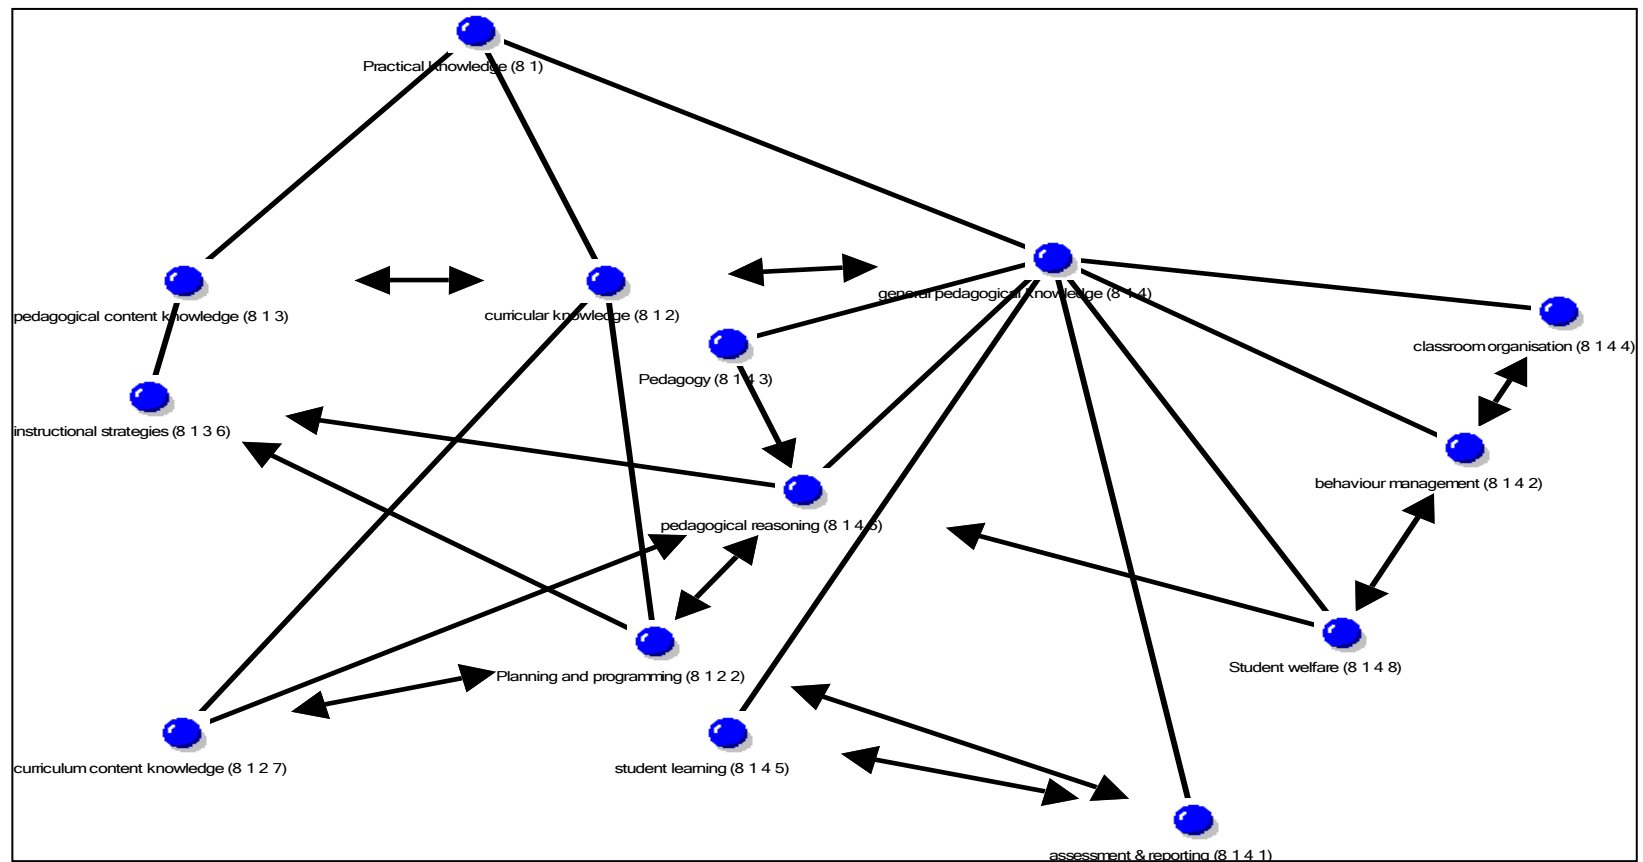 Practical knowledge (8 1)
pedagogical content knowledge (8 1 3)
curricular knowledge (8 1 2)
general pedagogical knowledge (8 1 4)
classroom organisation (8 1 4 4)
Pedagogy (8 1 4 3)
instructional strategies (8 1 3 6)
behaviour management (8 1 4 2)
pedagogical reasoning (8 1 4 6)
Planning and programming (8 1 2 2)
Student welfare (8 1 4 8)
curriculum content knowledge (8 1 2 7)
student learning (8 1 4 5)
assessment & reporting (8 1 4 1)